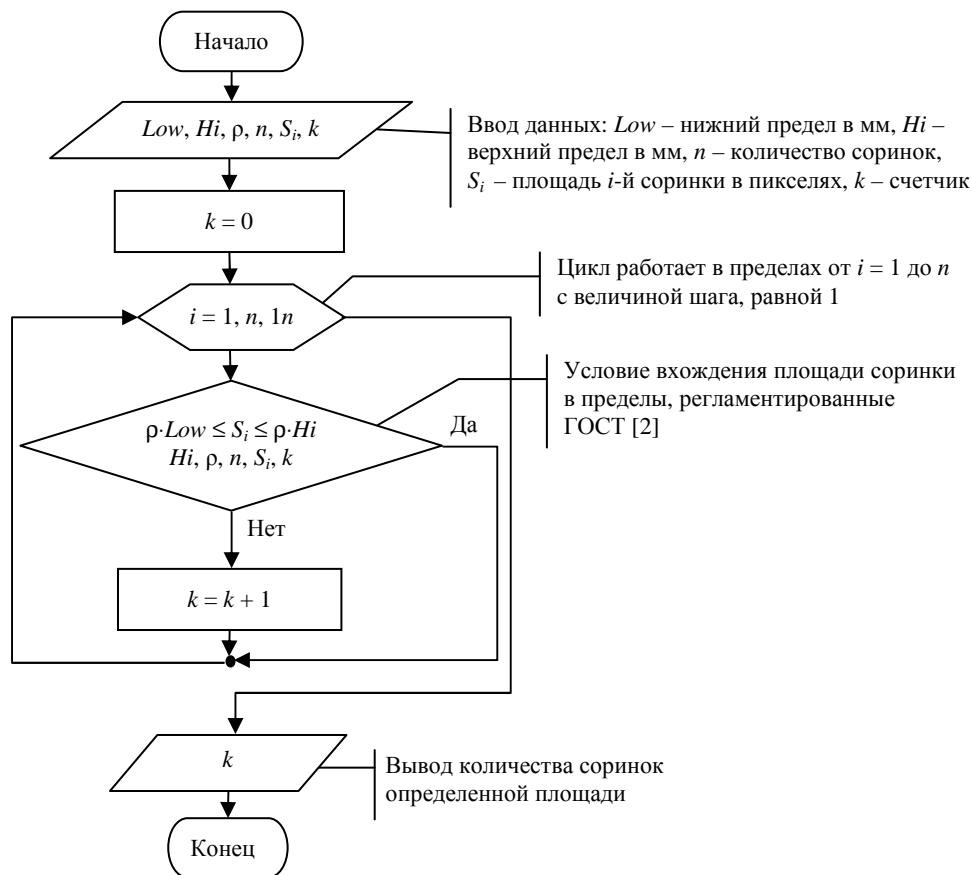 Начало
Low, Hi, ρ, n, Sᵢ, k
Ввод данных: Low – нижний предел в мм, Hi –
верхний предел в мм, n – количество соринок,
Sᵢ – площадь i-й соринки в пикселях, k – счетчик
k = 0
Цикл работает в пределах от i = 1 до n
с величиной шага, равной 1
i = 1, n, 1n
Условие вхождения площади соринки
в пределы, регламентированные
ГОСТ [2]
Да
ρ·Low ≤ Sᵢ ≤ ρ·Hi
Hi, ρ, n, Sᵢ, k
Нет
k = k + 1
k
Вывод количества соринок
определенной площади
Конец